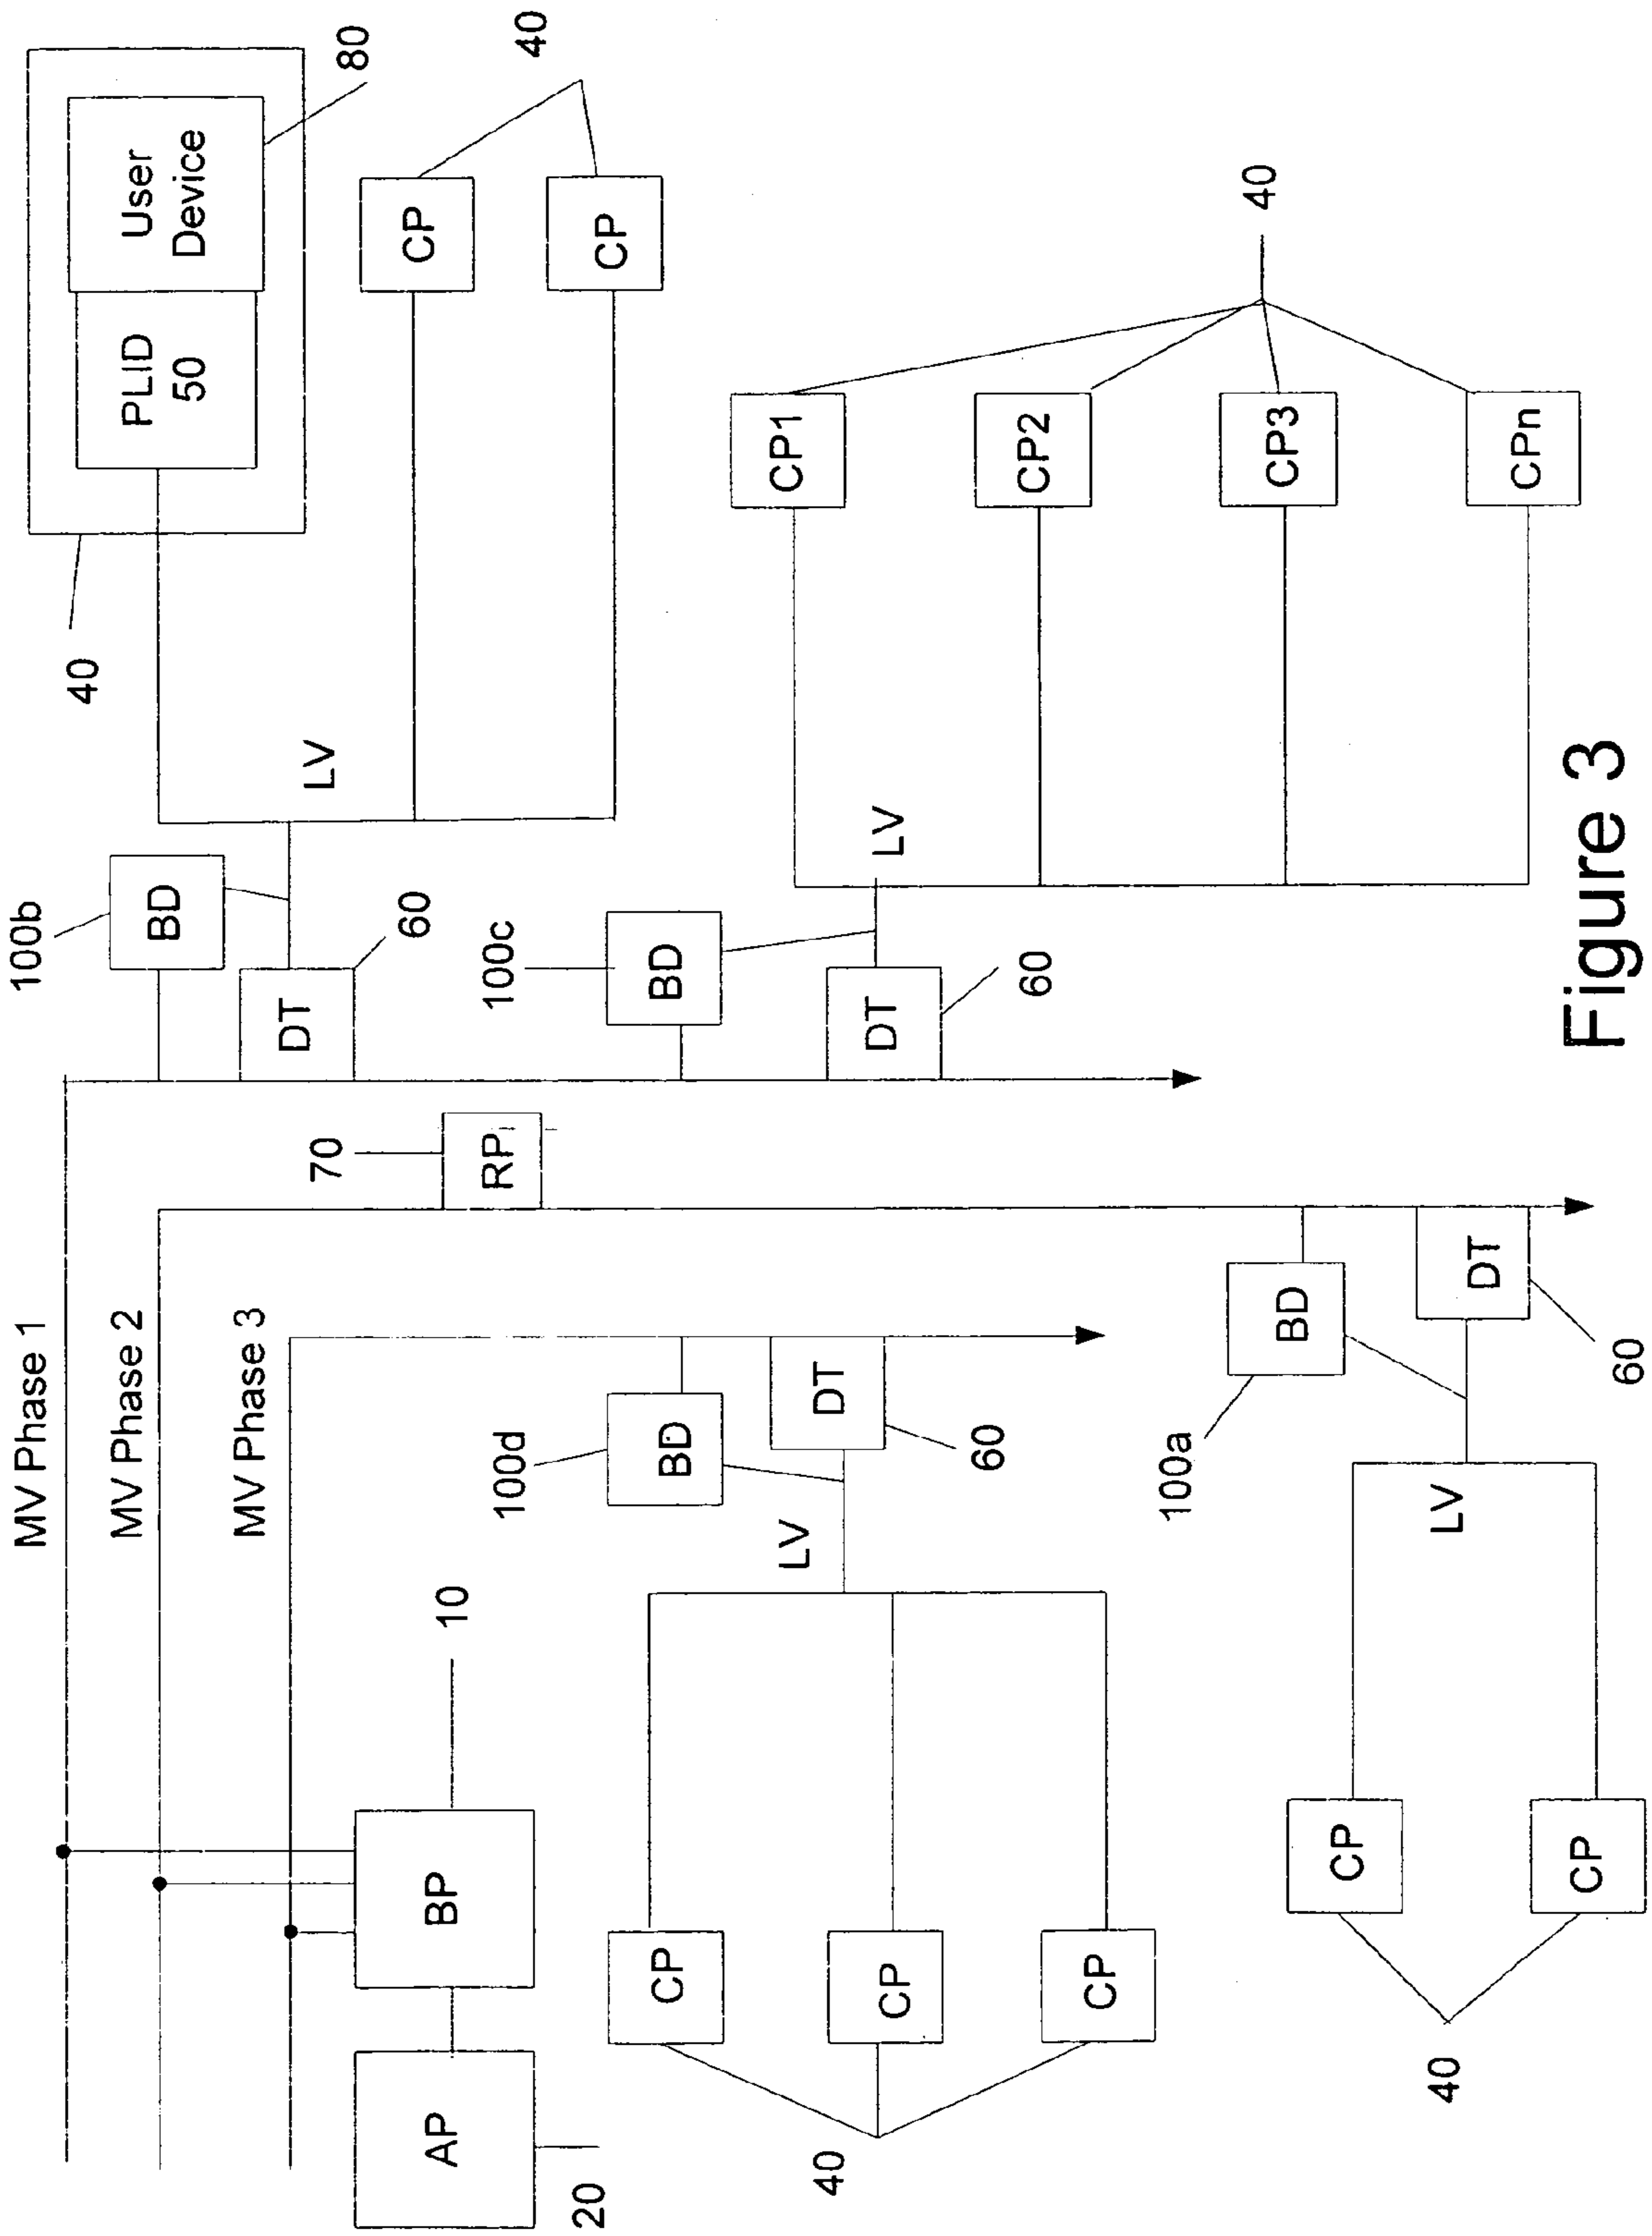 MV Phase 1
MV Phase 2
MV Phase 3
AP
20
BP
10
70
RP
100b
BD
DT
60
LV
40
PLID
50
User
Device
80
CP
CP
40
100c
BD
DT
60
LV
CP1
CP2
CP3
CPn
40
100d
BD
DT
60
LV
CP
CP
CP
40
100a
BD
DT
60
LV
CP
CP
40
Figure 3